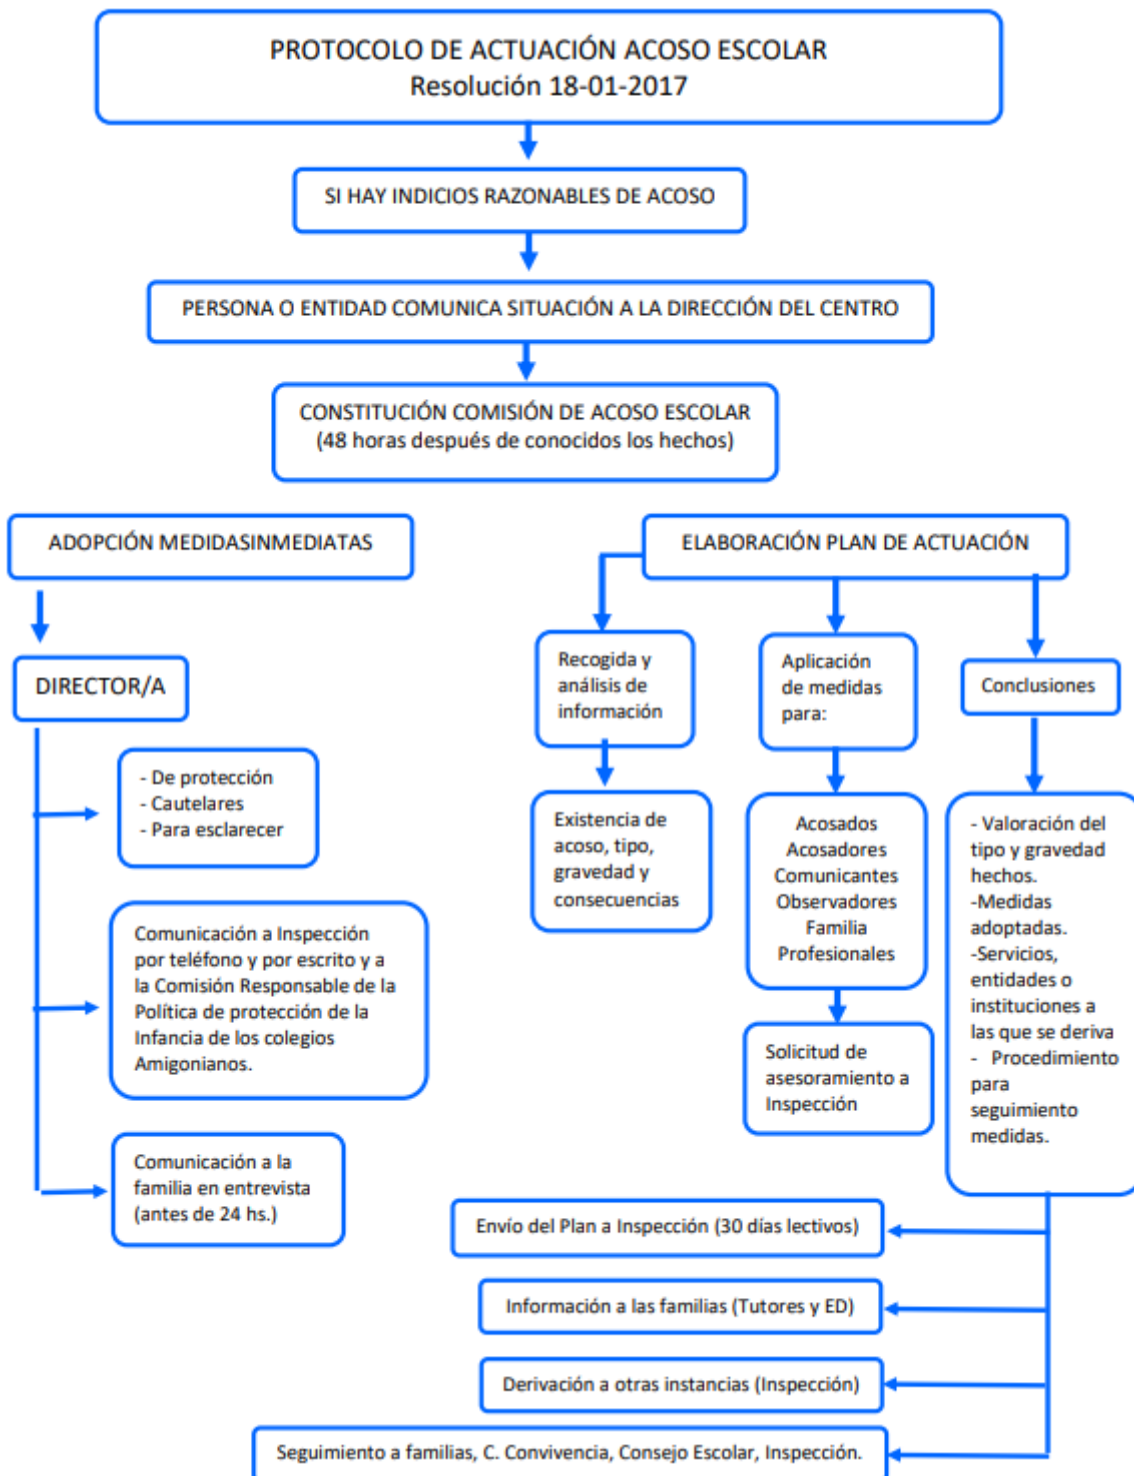 PROTOCOLO DE ACTUACIÓN ACOSO ESCOLAR
Resolución 18-01-2017
SI HAY INDICIOS RAZONABLES DE ACOSO
PERSONA O ENTIDAD COMUNICA SITUACIÓN A LA DIRECCIÓN DEL CENTRO
CONSTITUCIÓN COMISIÓN DE ACOSO ESCOLAR
(48 horas después de conocidos los hechos)
ADOPCIÓN MEDIDASINMEDIATAS
DIRECTOR/A
- De protección
- Cautelares
- Para esclarecer
Comunicación a Inspección
por teléfono y por escrito y a
la Comisión Responsable de la
Política de protección de la
Infancia de los colegios
Amigonianos.
Comunicación a la
familia en entrevista
(antes de 24 hs.)
ELABORACIÓN PLAN DE ACTUACIÓN
Recogida y
análisis de
información
Existencia de
acoso, tipo,
gravedad y
consecuencias
Aplicación
de medidas
para:
Acosados
Acosadores
Comunicantes
Observadores
Familia
Profesionales
Solicitud de
asesoramiento a
Inspección
Conclusiones
- Valoración del
tipo y gravedad
hechos.
-Medidas
adoptadas.
-Servicios,
entidades o
instituciones a
las que se deriva
- Procedimiento
para
seguimiento
medidas.
Envío del Plan a Inspección (30 días lectivos)
Información a las familias (Tutores y ED)
Derivación a otras instancias (Inspección)
Seguimiento a familias, C. Convivencia, Consejo Escolar, Inspección.